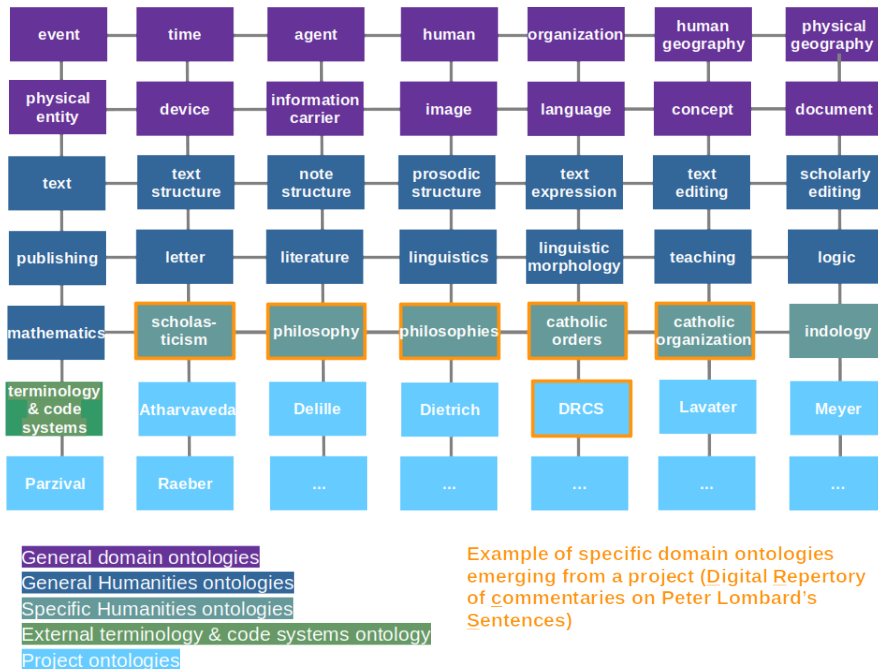 event
time
agent
human
organization
human
geography
physical
geography
physical
entity
device
information
carrier
image
language
concept
document
text
text
structure
note
structure
prosodic
structure
text
expression
text
editing
scholarly
editing
publishing
letter
literature
linguistics
linguistic
morphology
teaching
logic
mathematics
scholas-
ticism
philosophy
philosophies
catholic
orders
catholic
organization
indology
terminology
& code
systems
Atharvaveda
Delille
Dietrich
DRCS
Lavater
Meyer
Parzival
Raeber
...
...
...
...
...
General domain ontologies
General Humanities ontologies
Specific Humanities ontologies
External terminology & code systems ontology
Project ontologies
Example of specific domain ontologies
emerging from a project (Digital Repertory
of commentaries on Peter Lombard’s
Sentences)